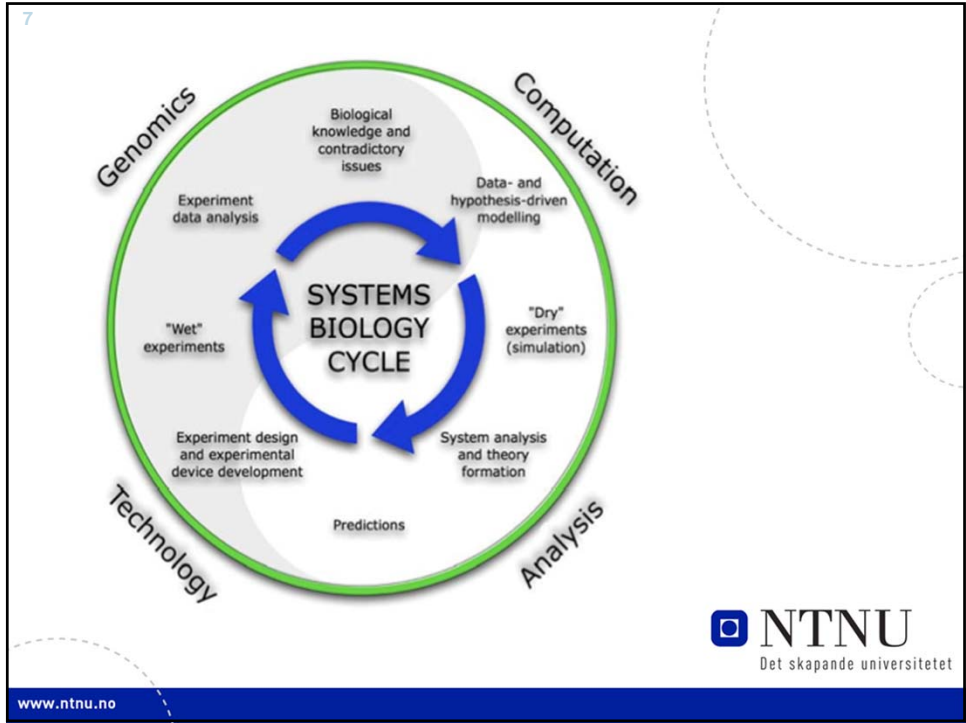 7
Genomics
Computation
Biological
knowledge and
contradictory
issues
Data- and
hypothesis-driven
modelling
"Dry"
experiments
(simulation)
System analysis
and theory
formation
Predictions
Experiment design
and experimental
device development
"Wet"
experiments
Experiment
data analysis
SYSTEMS
BIOLOGY
CYCLE
Technology
Analysis
NTNU
Det skapande universitetet
www.ntnu.no